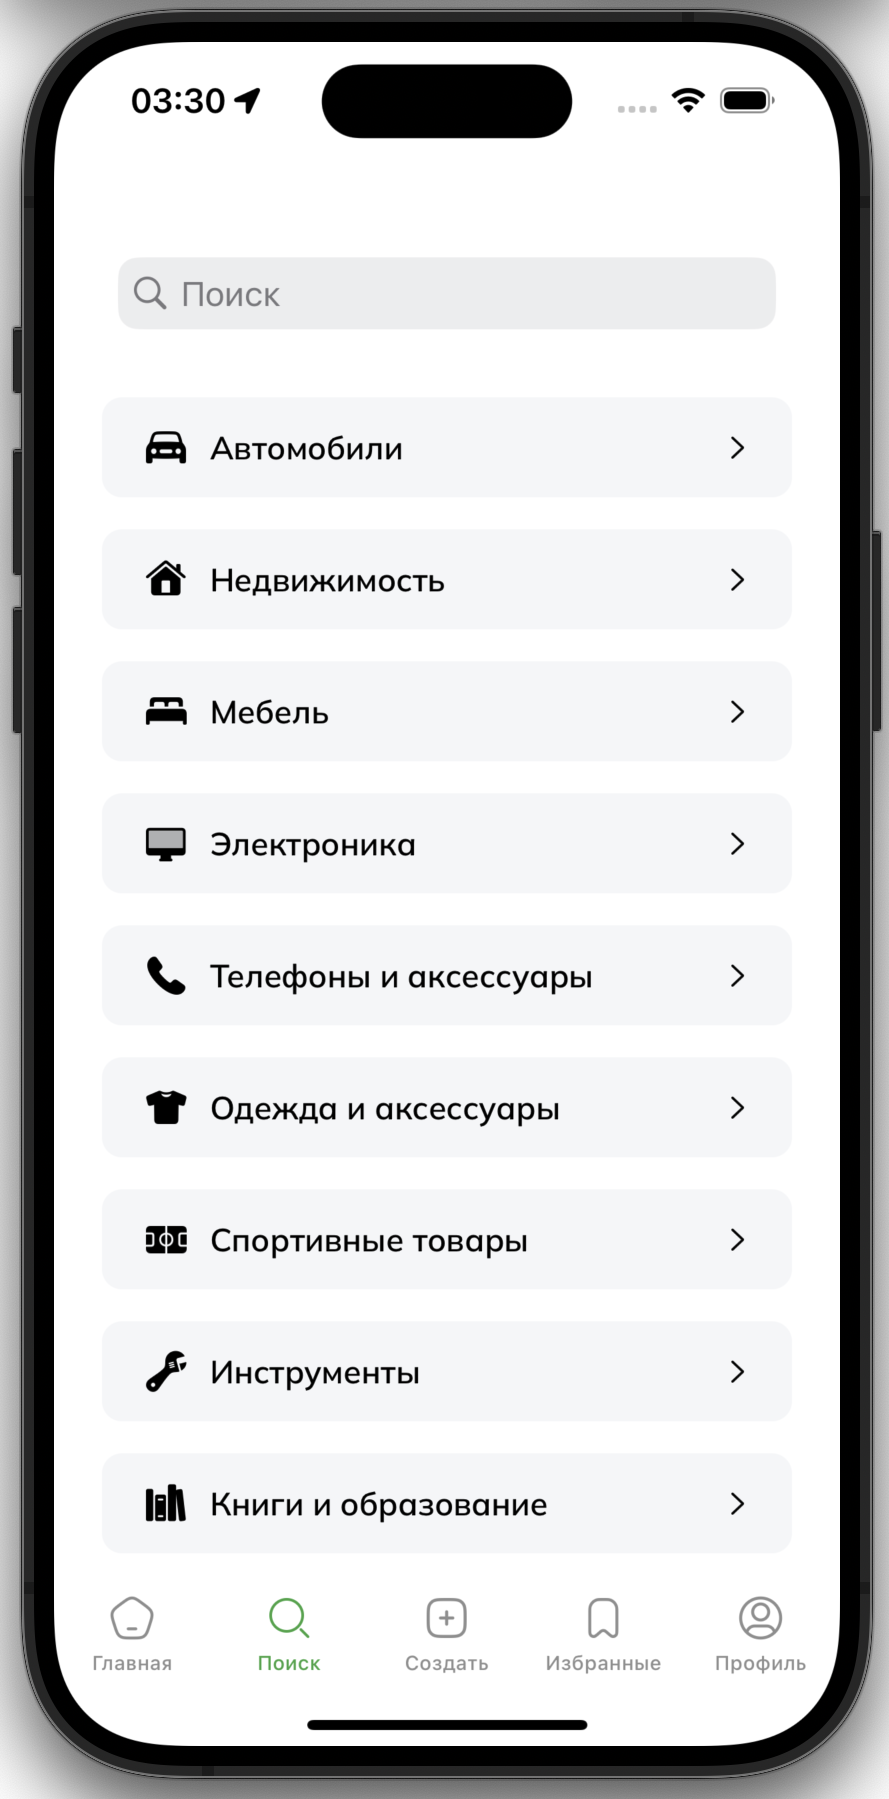 03:30
Поиск
Автомобили
Недвижимость
Мебель
Электроника
Телефоны и аксессуары
Одежда и аксессуары
Спортивные товары
Инструменты
Книги и образование
Главная Поиск Создать Избранные Профиль